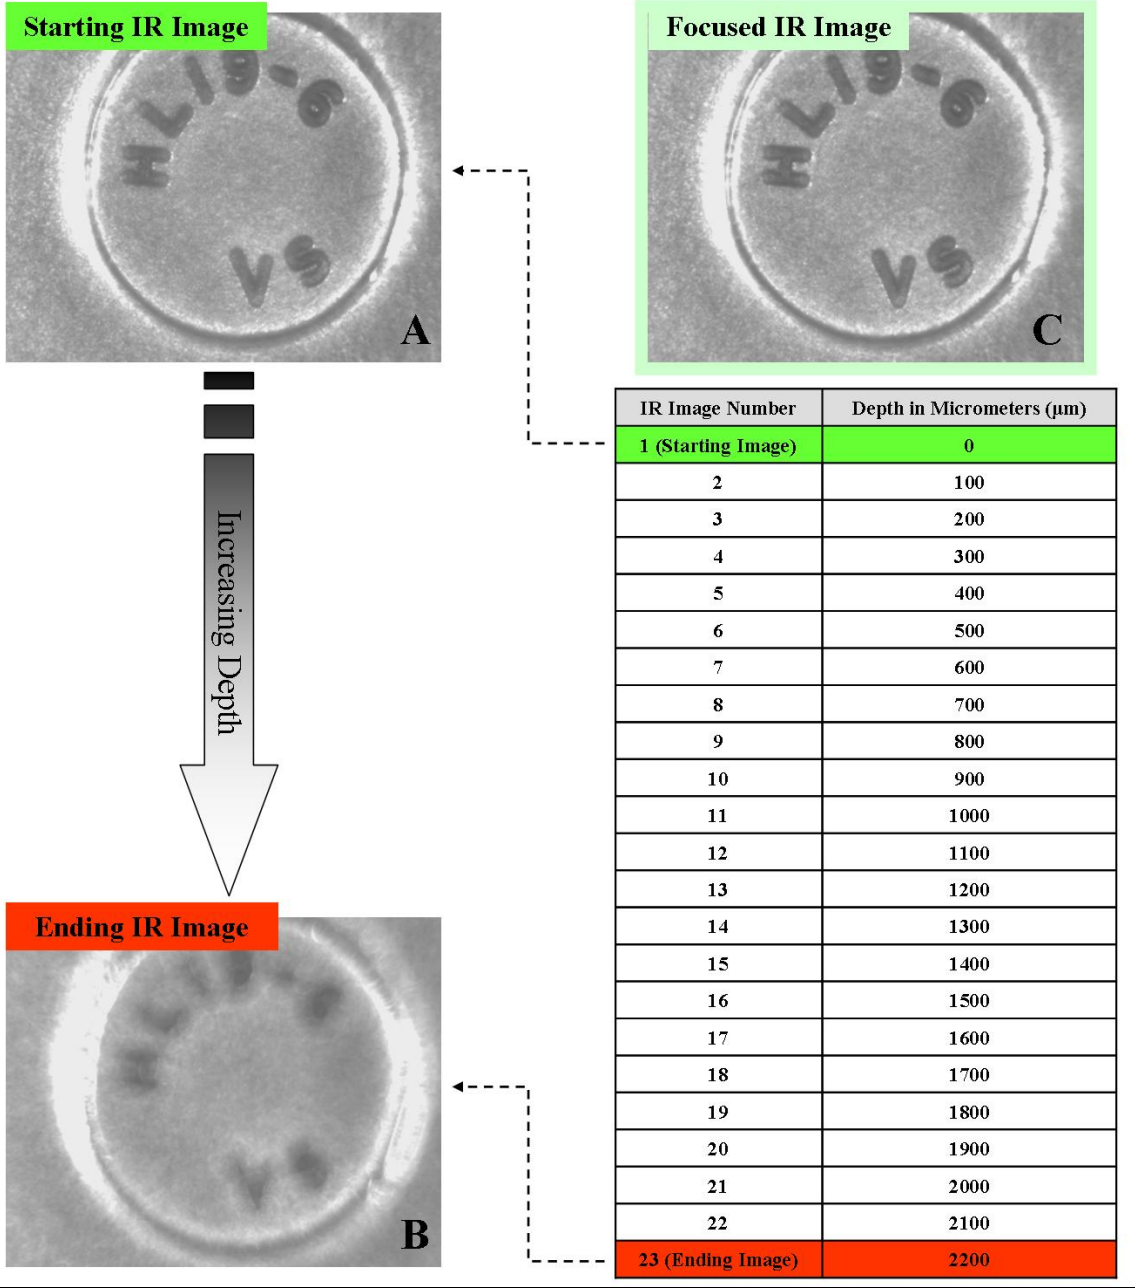 Starting IR Image
HLI9-6
VS
A
Focused IR Image
HLI9-6
VS
C
Increasing Depth
IR Image Number Depth in Micrometers (µm)
1 (Starting Image) 0
2 100
3 200
4 300
5 400
6 500
7 600
8 700
9 800
10 900
11 1000
12 1100
13 1200
14 1300
15 1400
16 1500
17 1600
18 1700
19 1800
20 1900
21 2000
22 2100
23 (Ending Image) 2200
Ending IR Image
B